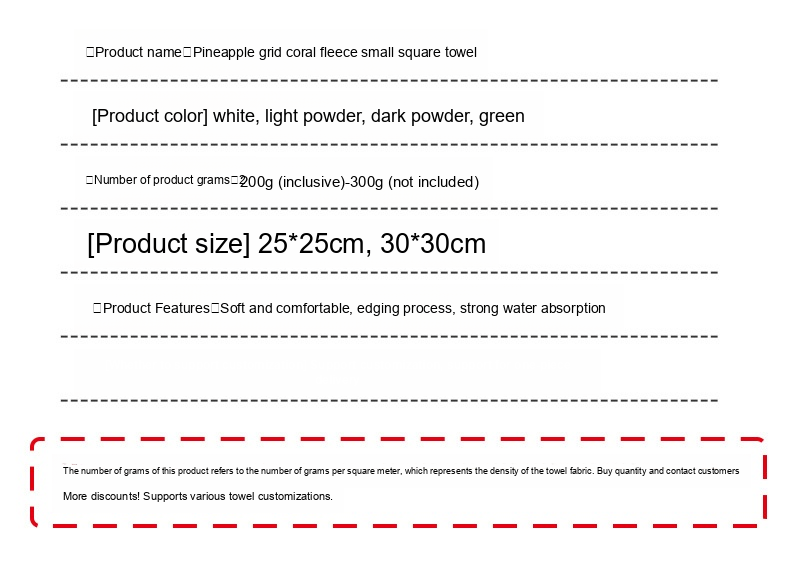 □Product name□Pineapple grid coral fleece small square towel
[Product color] white, light powder, dark powder, green
□Number of product grams□200g (inclusive)-300g (not included)
[Product size] 25*25cm, 30*30cm
□Product Features□Soft and comfortable, edging process, strong water absorption
The number of grams of this product refers to the number of grams per square meter, which represents the density of the towel fabric. Buy quantity and contact customers
More discounts! Supports various towel customizations.